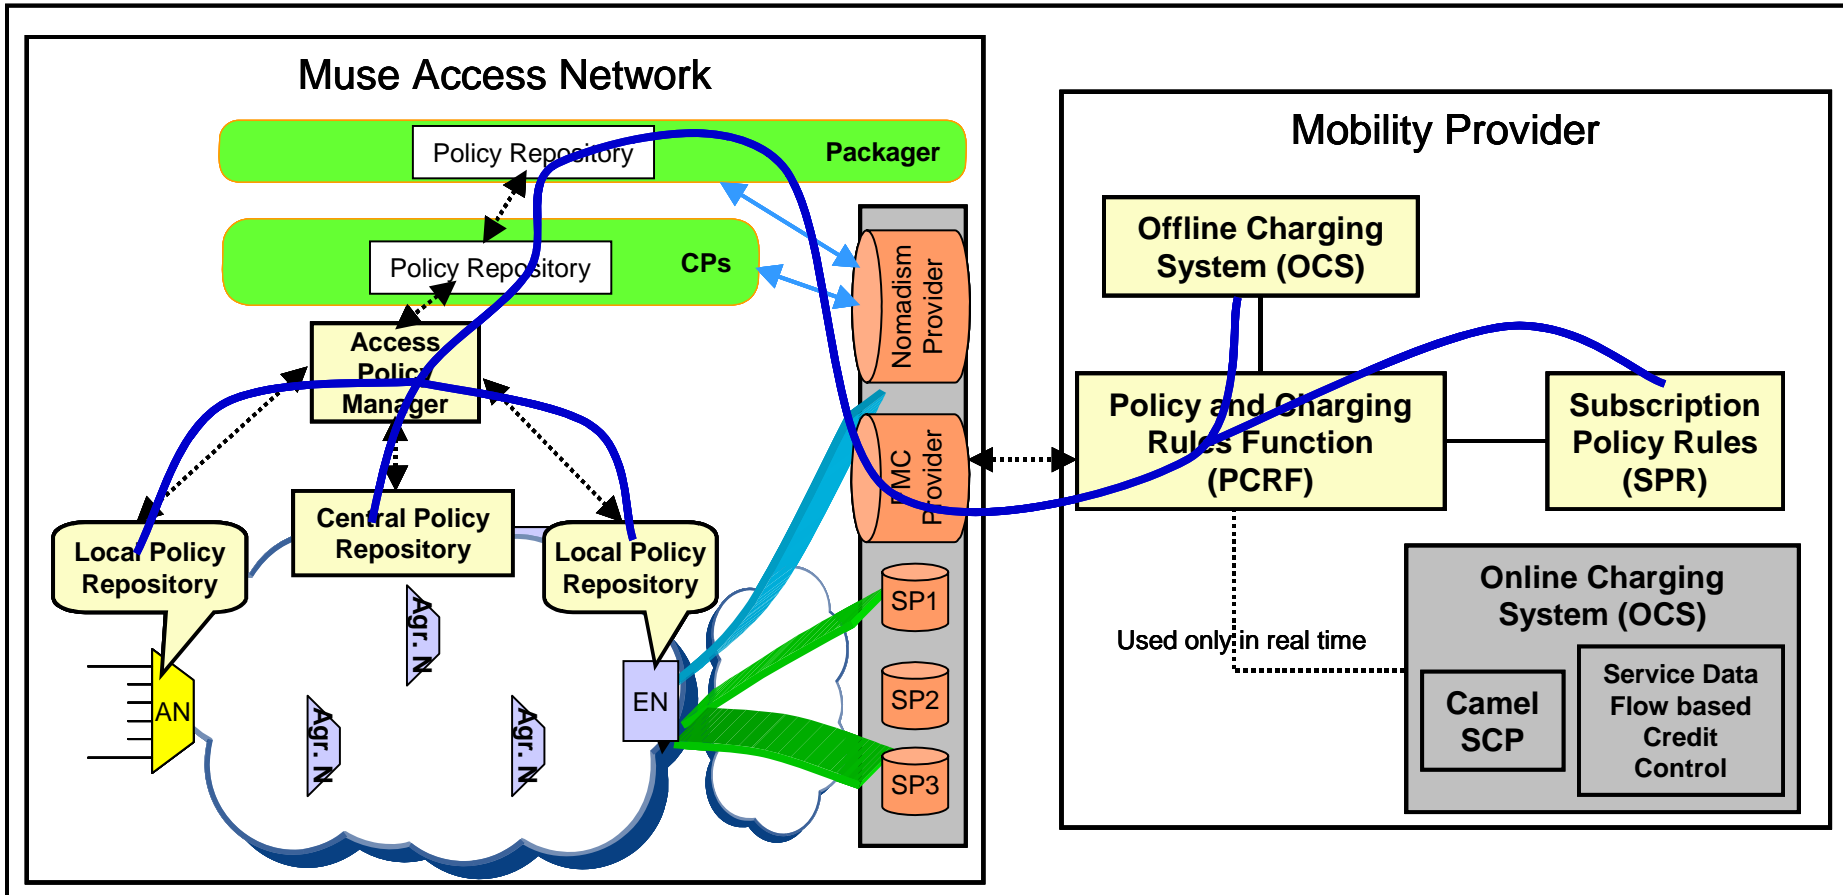 Muse Access Network
Policy Repository
Packager
Policy Repository
CPs
Access
Policy
Manager
Central Policy
Repository
Local Policy
Repository
Local Policy
Repository
Agr. N
Agr. N
Agr. N
AN
EN
Nomadism
Provider
Provider
SP1
SP2
SP3
Mobility Provider
Offline Charging
System (OCS)
Policy and Charging
Rules Function
(PCRF)
Subscription
Policy Rules
(SPR)
Used only in real time
Online Charging
System (OCS)
Camel
SCP
Service Data
Flow based
Credit
Control